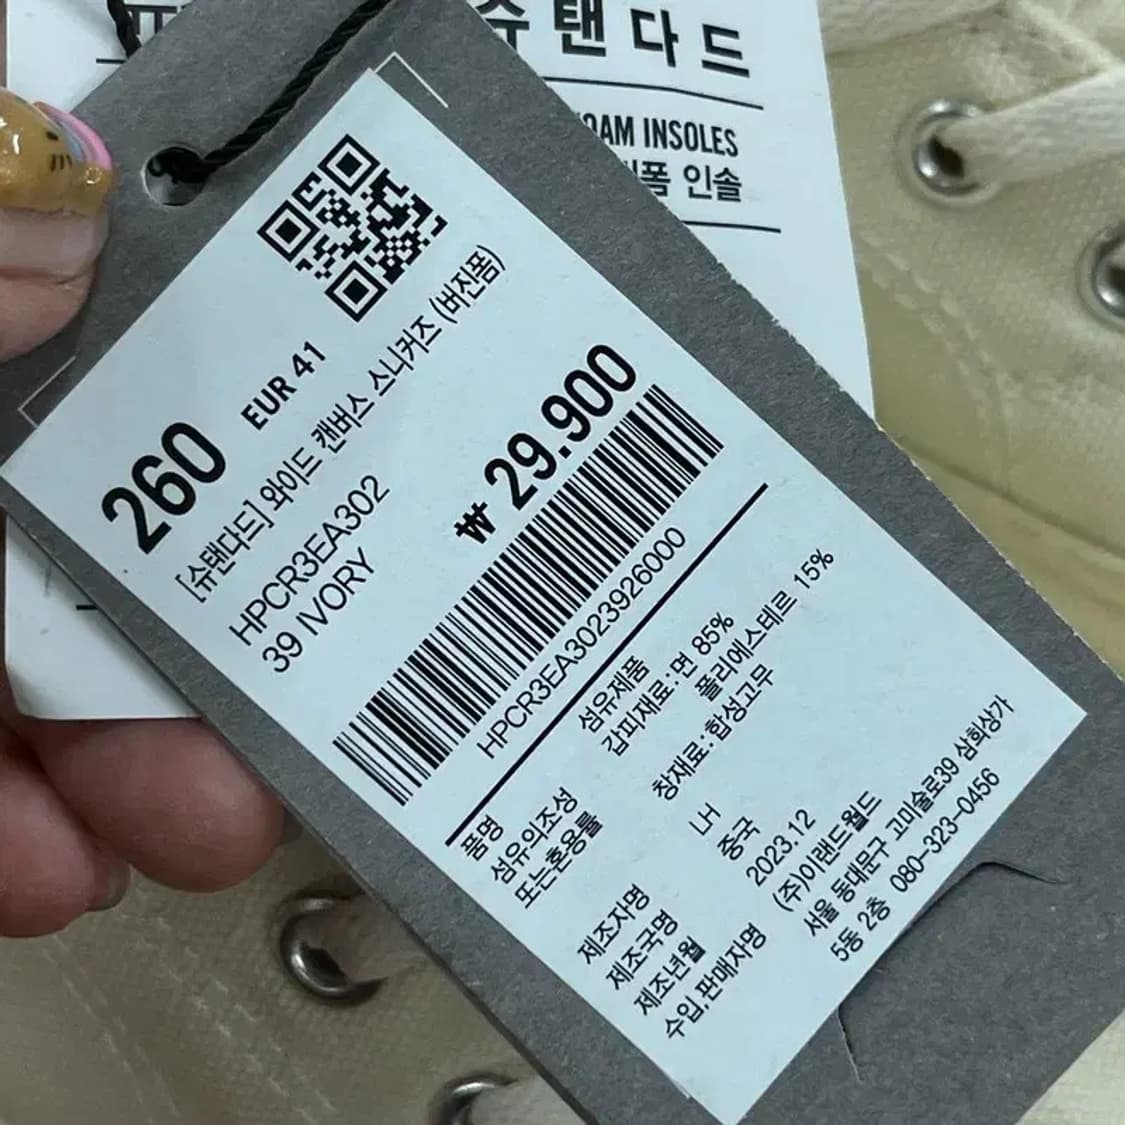 슈탠다드
FOAM INSOLES
폼 인솔
260 EUR 41
[슈탠다드] 와이드 캔버스 스니커즈 (버진폼)
HPCR3EA302
39 IVORY
₩ 29.900
HPCR3EA3023926000
품명 섬유제품
섬유의조성 갑피재료:면 85%
또는혼용률 폴리에스테르 15%
창재료:합성고무
제조자명 LH
제조국명 중국
제조년월 2023.12
수입,판매자명 (주)이랜드월드
서울 동대문구 고미술로39 삼화상가
5동 2층 080-323-0456